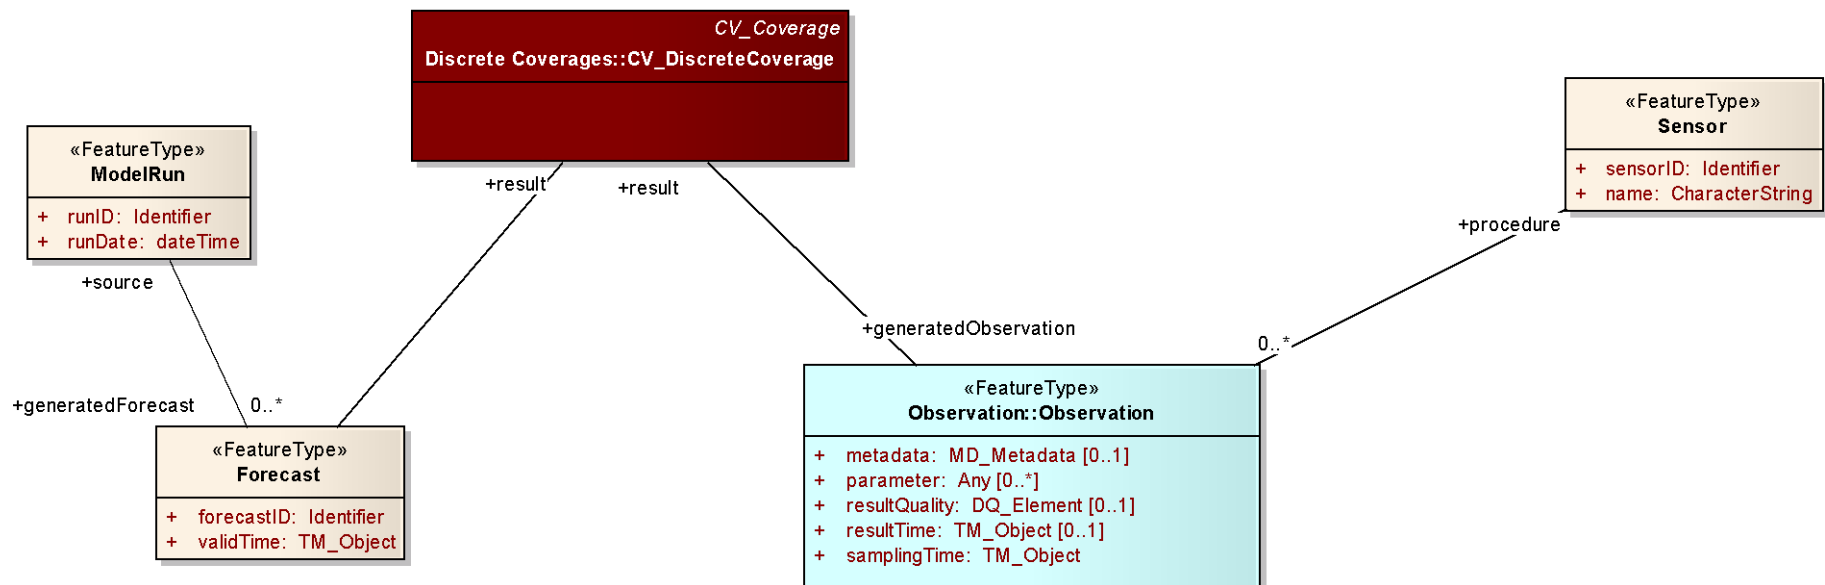 CV_Coverage
Discrete Coverages::CV_DiscreteCoverage
«FeatureType»
Sensor
+ sensorID: Identifier
+ name: CharacterString
«FeatureType»
ModelRun
+ runID: Identifier
+ runDate: dateTime
+result
+result
+procedure
+source
+generatedObservation
0..*
+generatedForecast
0..*
«FeatureType»
Forecast
+ forecastID: Identifier
+ validTime: TM_Object
«FeatureType»
Observation::Observation
+ metadata: MD_Metadata [0..1]
+ parameter: Any [0..*]
+ resultQuality: DQ_Element [0..1]
+ resultTime: TM_Object [0..1]
+ samplingTime: TM_Object